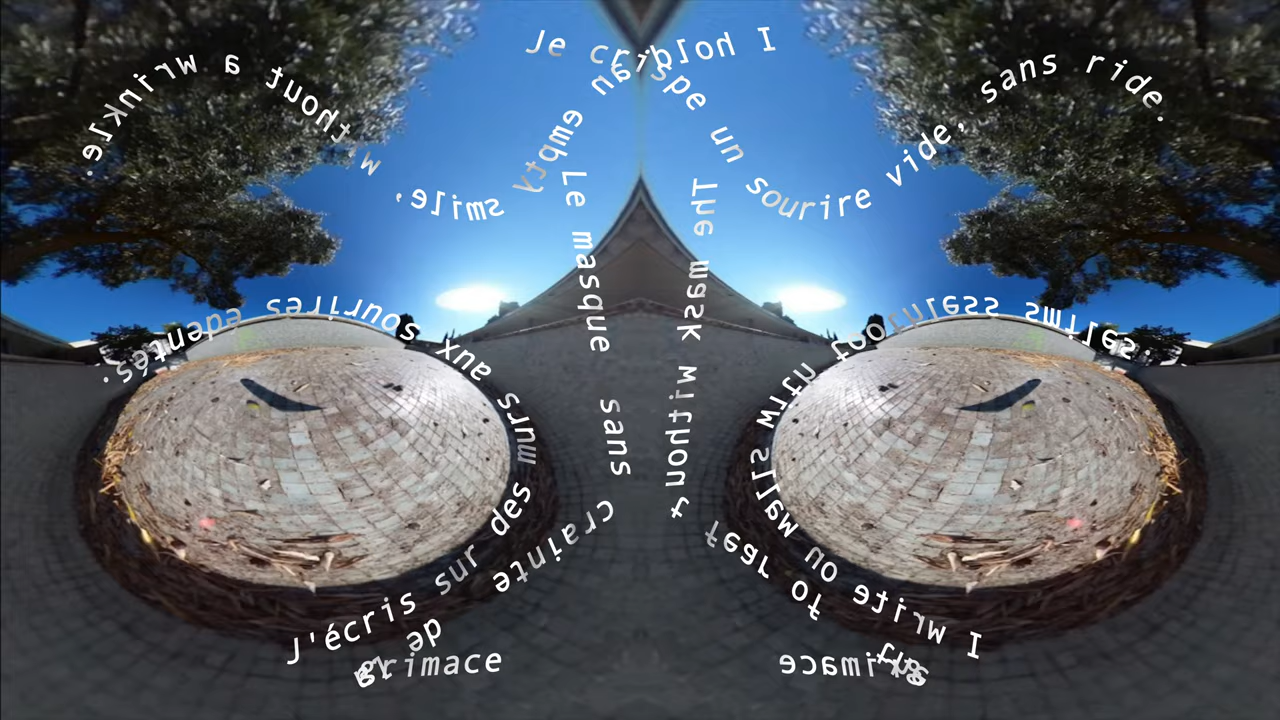 Je crispe un sourire vide, sans ride.
I hold an empty smile, without a wrinkle.
Le masque sans crainte de grimace
The mask without fear of grimace
J'écris sur des murs aux sourires édentés.
I write on walls with toothless smiles.